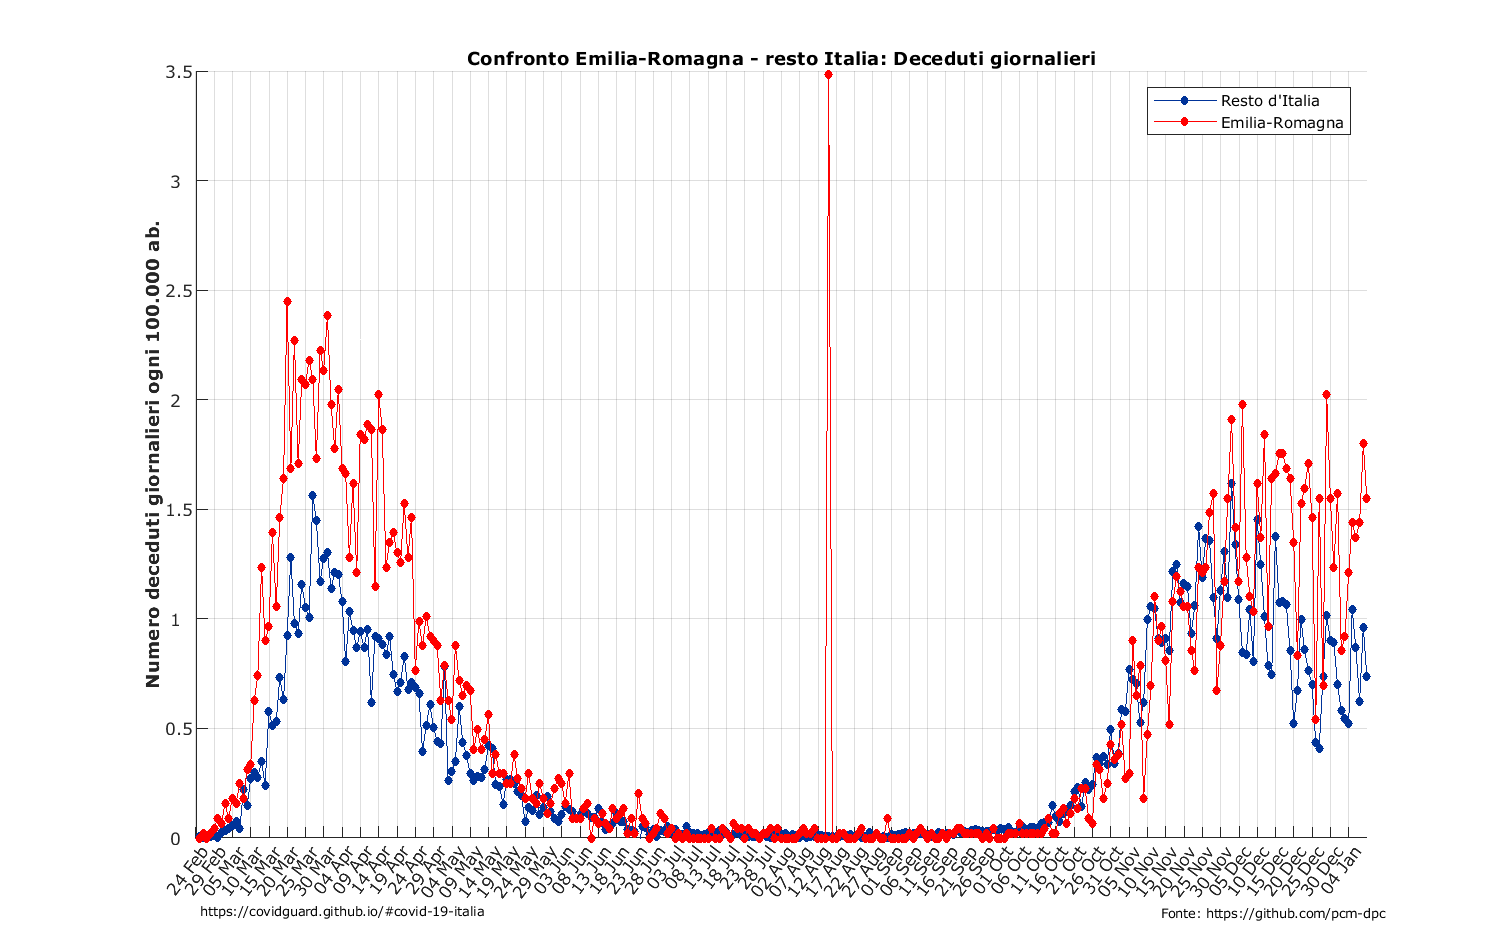 Confronto Emilia-Romagna - resto Italia: Deceduti giornalieri
Resto d'Italia
Emilia-Romagna
Numero deceduti giornalieri ogni 100.000 ab.
3.5
3
2.5
2
1.5
1
0.5
0
24 Feb
29 Feb
05 Mar
10 Mar
15 Mar
20 Mar
25 Mar
30 Mar
04 Apr
09 Apr
14 Apr
19 Apr
24 Apr
29 Apr
04 May
09 May
14 May
19 May
24 May
29 May
03 Jun
08 Jun
13 Jun
18 Jun
23 Jun
28 Jun
03 Jul
08 Jul
13 Jul
18 Jul
23 Jul
28 Jul
02 Aug
07 Aug
12 Aug
17 Aug
22 Aug
27 Aug
01 Sep
06 Sep
11 Sep
16 Sep
21 Sep
26 Sep
01 Oct
06 Oct
11 Oct
16 Oct
21 Oct
26 Oct
31 Oct
05 Nov
10 Nov
15 Nov
20 Nov
25 Nov
30 Nov
05 Dec
10 Dec
15 Dec
20 Dec
25 Dec
30 Dec
04 Jan
https://covidguard.github.io/#covid-19-italia
Fonte: https://github.com/pcm-dpc